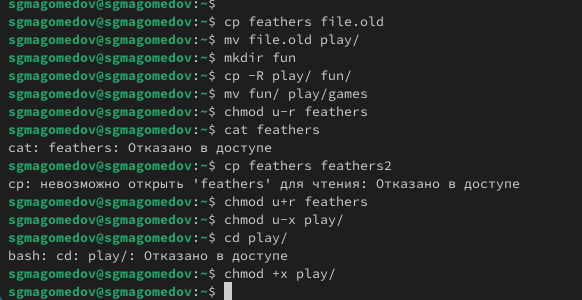 sgmagomedov@sgmagomedov:~$
sgmagomedov@sgmagomedov:~$ cp feathers file.old
sgmagomedov@sgmagomedov:~$ mv file.old play/
sgmagomedov@sgmagomedov:~$ mkdir fun
sgmagomedov@sgmagomedov:~$ cp -R play/ fun/
sgmagomedov@sgmagomedov:~$ mv fun/ play/games
sgmagomedov@sgmagomedov:~$ chmod u-r feathers
sgmagomedov@sgmagomedov:~$ cat feathers
cat: feathers: Отказано в доступе
sgmagomedov@sgmagomedov:~$ cp feathers feathers2
cp: невозможно открыть 'feathers' для чтения: Отказано в доступе
sgmagomedov@sgmagomedov:~$ chmod u+r feathers
sgmagomedov@sgmagomedov:~$ chmod u-x play/
sgmagomedov@sgmagomedov:~$ cd play/
bash: cd: play/: Отказано в доступе
sgmagomedov@sgmagomedov:~$ chmod +x play/
sgmagomedov@sgmagomedov:~$